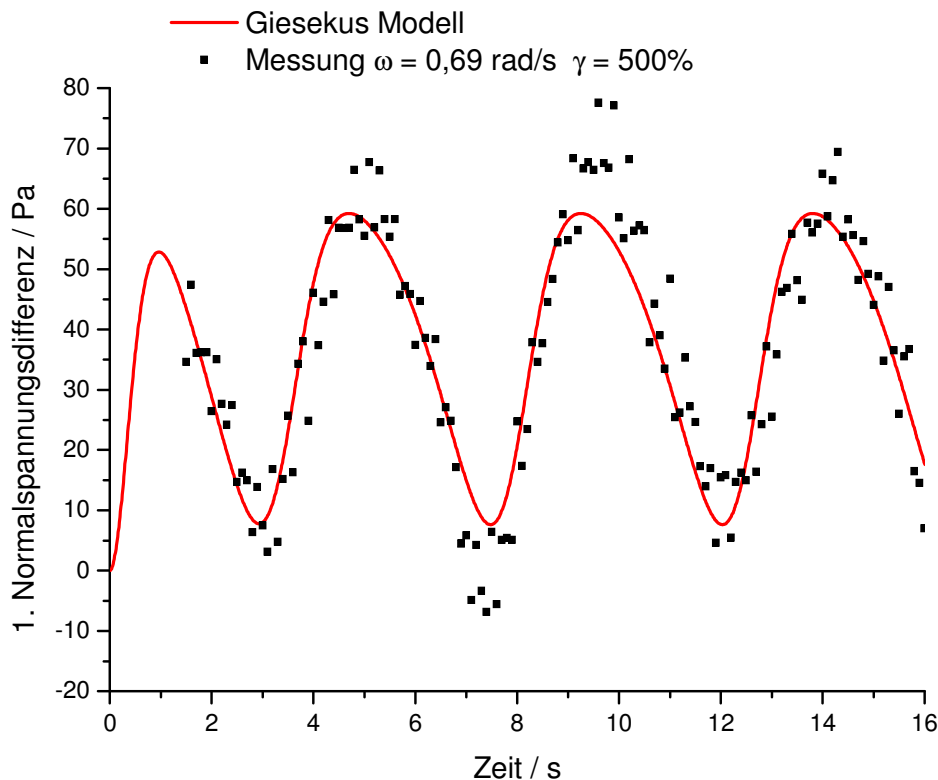 Giesekus Modell
Messung ω = 0,69 rad/s γ = 500%
80
70
60
50
40
30
20
10
0
-10
-20
1. Normalspannungsdifferenz / Pa
0 2 4 6 8 10 12 14 16
Zeit / s